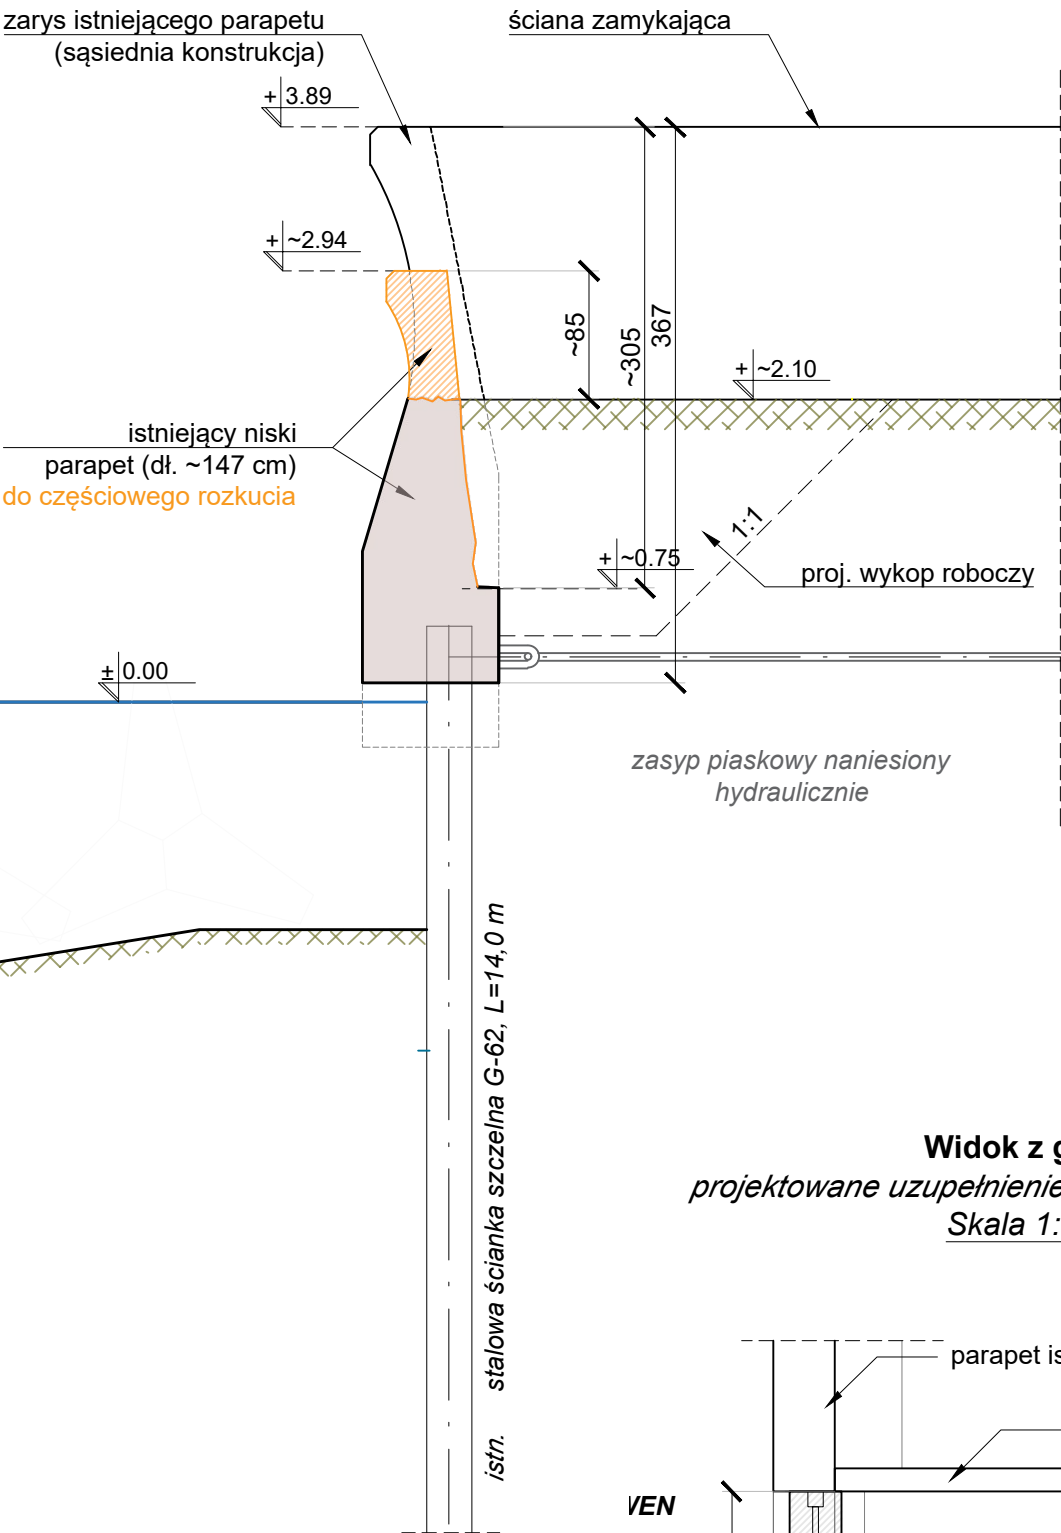 zarys istniejącego parapetu
(sąsiednia konstrukcja)
ściana zamykająca
+ 3.89
+ ~2.94
~85
~305
367
+ ~2.10
istniejący niski
parapet (dł. ~147 cm)
do częściowego rozkucia
1:1
+ ~0.75
proj. wykop roboczy
± 0.00
zasyp piaskowy naniesiony
hydraulicznie
istn. stalowa ścianka szczelna G-62, L=14,0 m
Widok z g
projektowane uzupełnienie
Skala 1:
parapet is
WEN